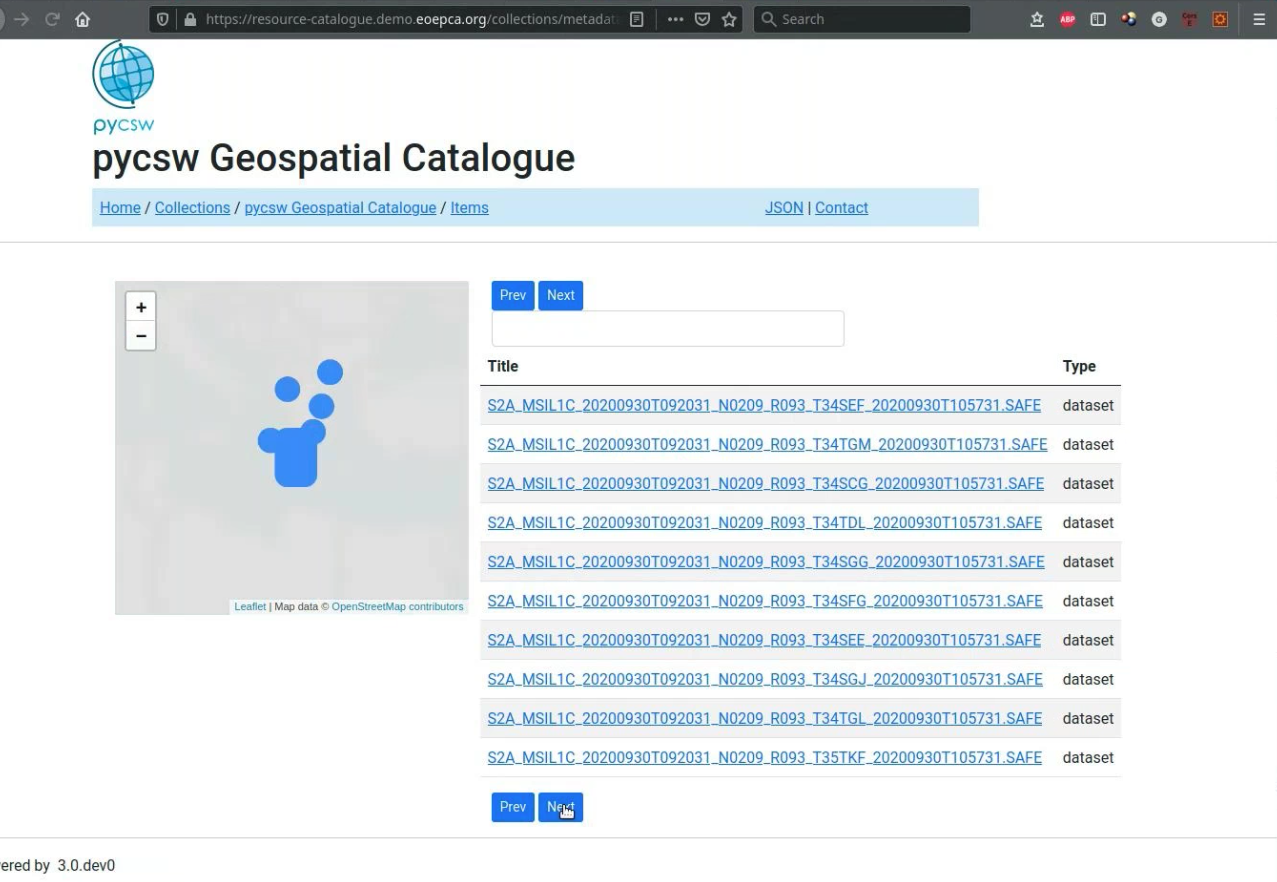 https://resource-catalogue.demo.eoepca.org/collections/metadat
Search
ABP
G
pycsw
pycsw Geospatial Catalogue
Home / Collections / pycsw Geospatial Catalogue / Items
JSON | Contact
+
−
Leaflet | Map data © OpenStreetMap contributors
Prev Next
Title Type
S2A_MSIL1C_20200930T092031_N0209_R093_T34SEF_20200930T105731.SAFE dataset
S2A_MSIL1C_20200930T092031_N0209_R093_T34TGM_20200930T105731.SAFE dataset
S2A_MSIL1C_20200930T092031_N0209_R093_T34SCG_20200930T105731.SAFE dataset
S2A_MSIL1C_20200930T092031_N0209_R093_T34TDL_20200930T105731.SAFE dataset
S2A_MSIL1C_20200930T092031_N0209_R093_T34SGG_20200930T105731.SAFE dataset
S2A_MSIL1C_20200930T092031_N0209_R093_T34SFG_20200930T105731.SAFE dataset
S2A_MSIL1C_20200930T092031_N0209_R093_T34SEE_20200930T105731.SAFE dataset
S2A_MSIL1C_20200930T092031_N0209_R093_T34SGJ_20200930T105731.SAFE dataset
S2A_MSIL1C_20200930T092031_N0209_R093_T34TGL_20200930T105731.SAFE dataset
S2A_MSIL1C_20200930T092031_N0209_R093_T35TKF_20200930T105731.SAFE dataset
Prev Next
ered by 3.0.dev0